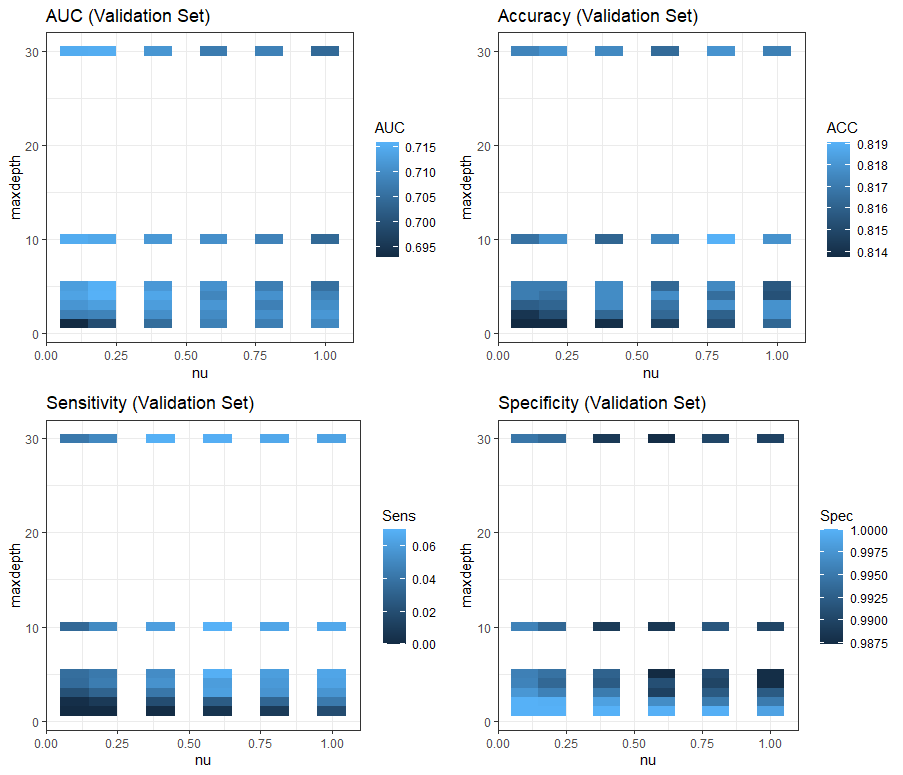 AUC (Validation Set)
30
20
10
0
maxdepth
0.00 0.25 0.50 0.75 1.00
nu
AUC
0.715
0.710
0.705
0.700
0.695
Accuracy (Validation Set)
30
20
10
0
maxdepth
0.00 0.25 0.50 0.75 1.00
nu
ACC
0.819
0.818
0.817
0.816
0.815
0.814
Sensitivity (Validation Set)
30
20
10
0
maxdepth
0.00 0.25 0.50 0.75 1.00
nu
Sens
0.06
0.04
0.02
0.00
Specificity (Validation Set)
30
20
10
0
maxdepth
0.00 0.25 0.50 0.75 1.00
nu
Spec
1.0000
0.9975
0.9950
0.9925
0.9900
0.9875